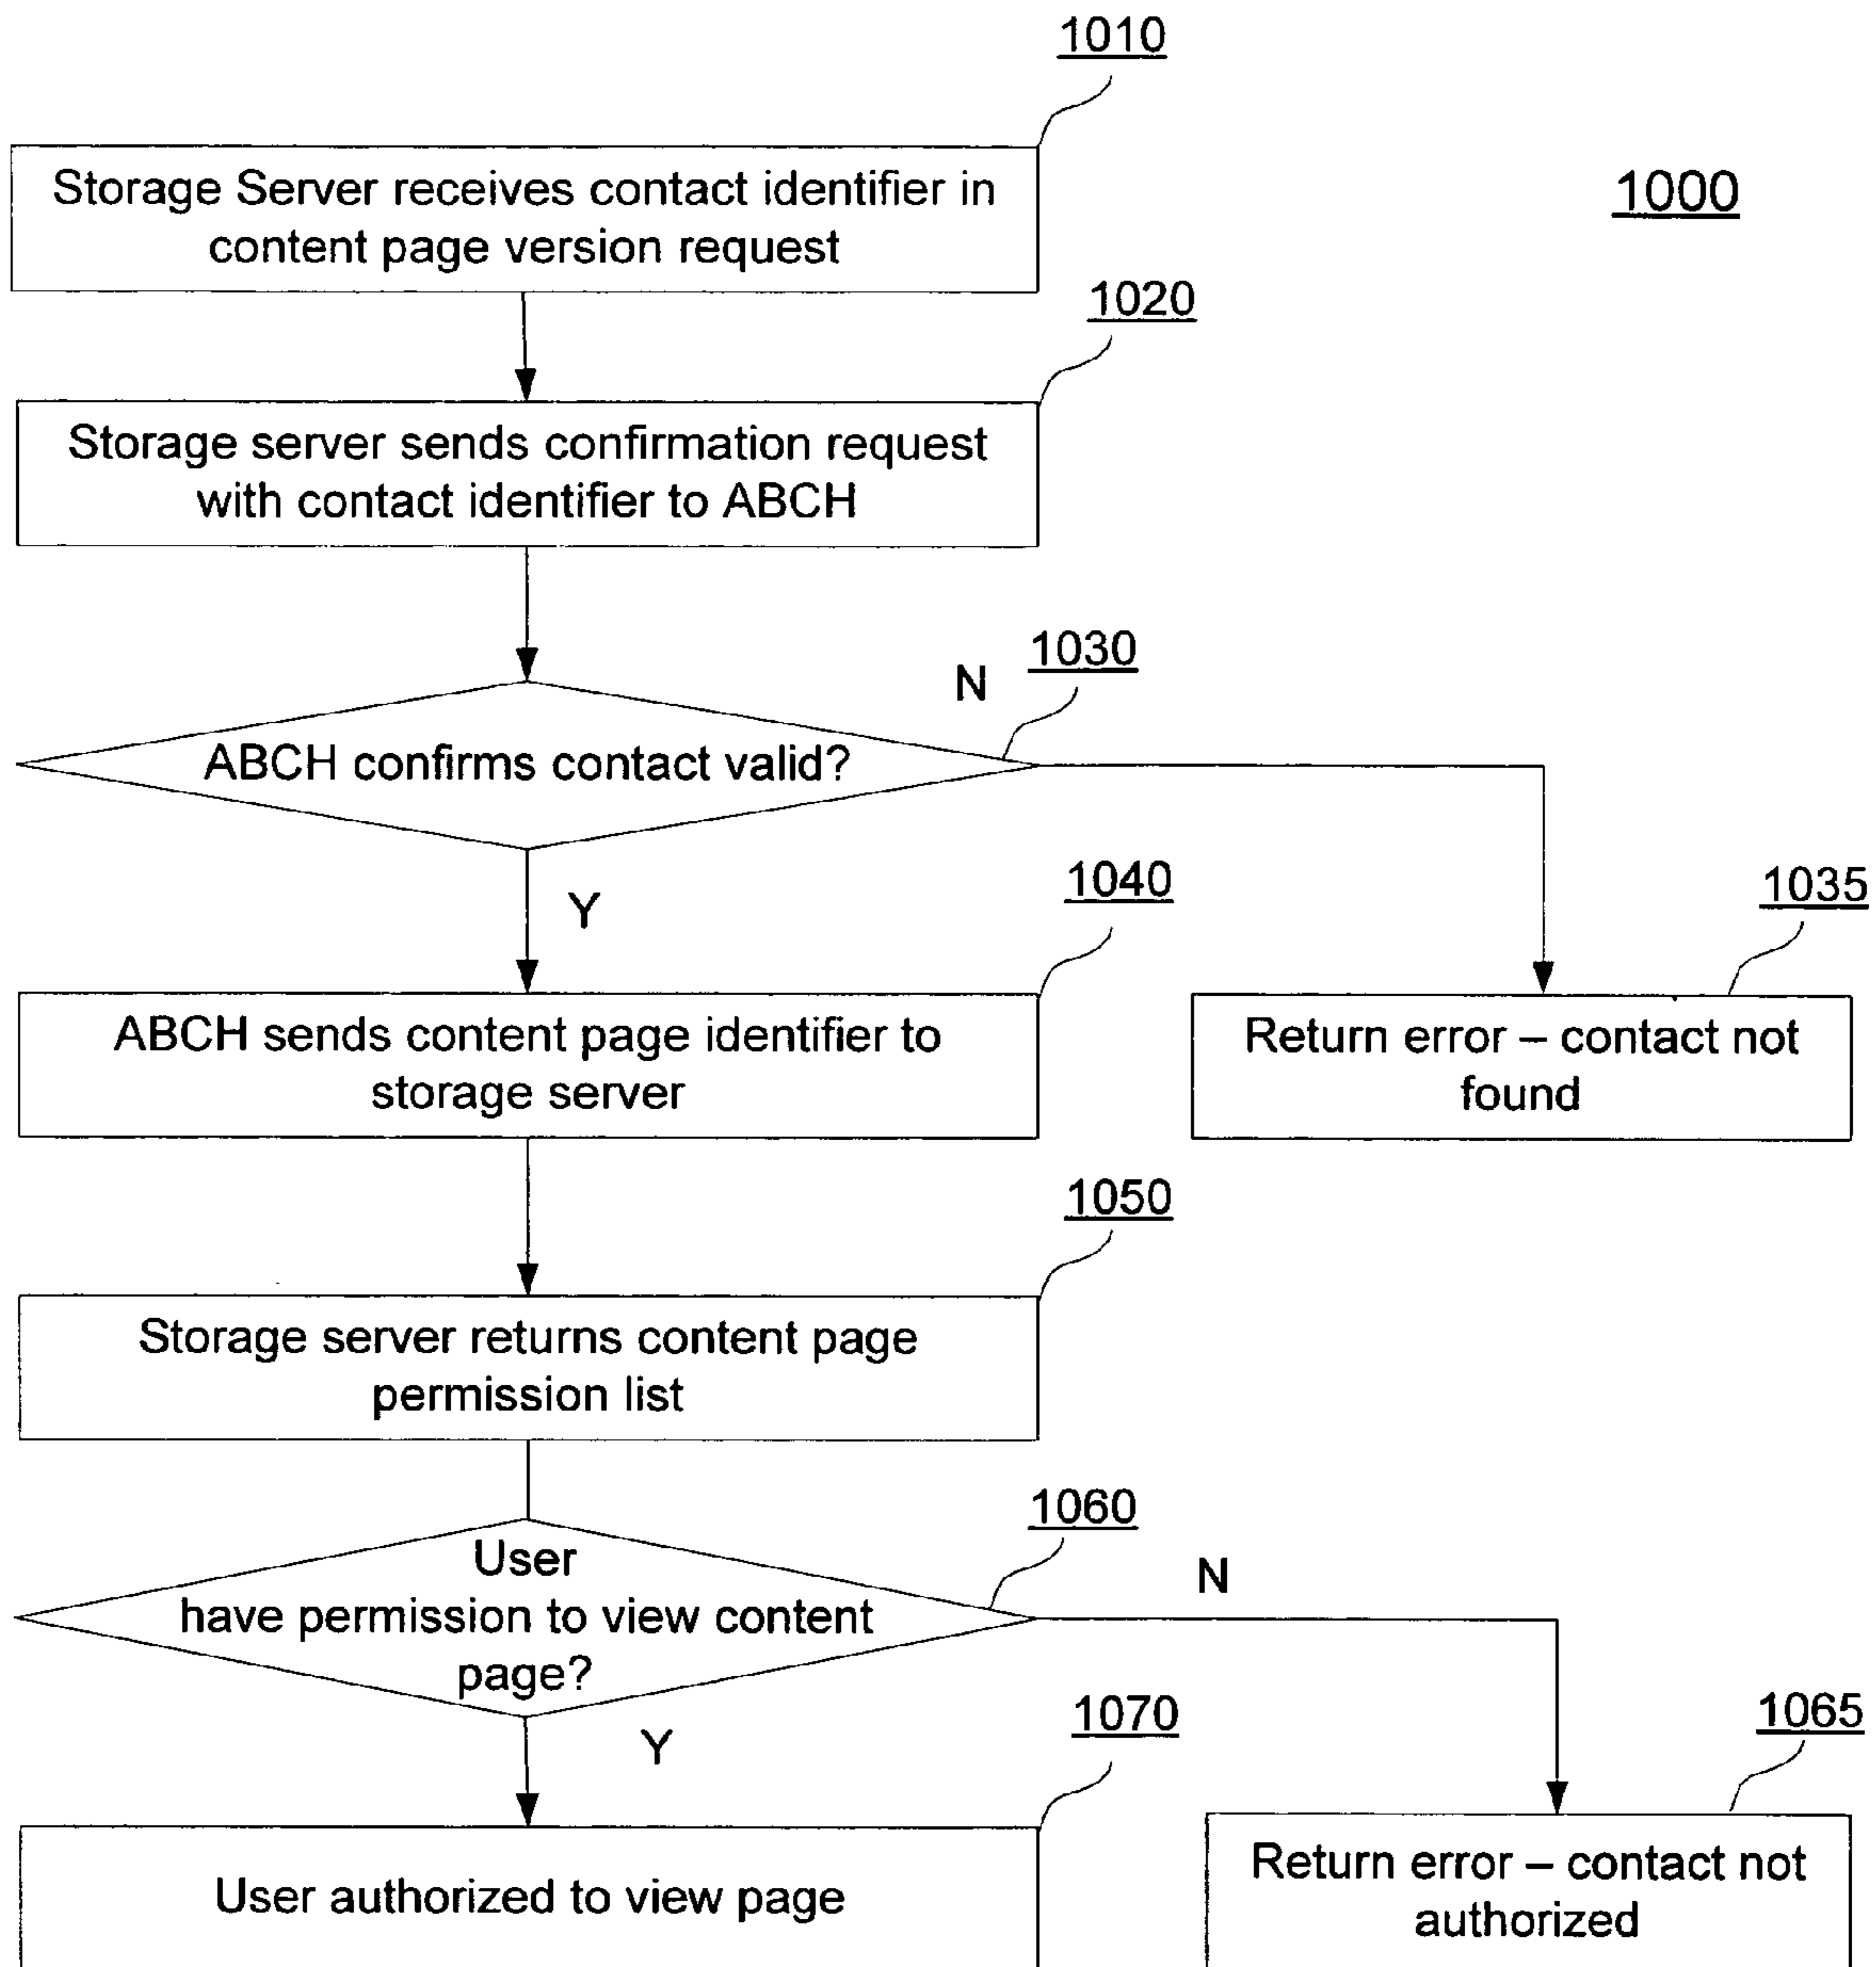 1010
Storage Server receives contact identifier in
content page version request
1000
1020
Storage server sends confirmation request
with contact identifier to ABCH
1030
N
ABCH confirms contact valid?
Y
1040
ABCH sends content page identifier to
storage server
1035
Return error – contact not
found
1050
Storage server returns content page
permission list
1060
User
have permission to view content
page?
N
Y
1070
User authorized to view page
1065
Return error – contact not
authorized